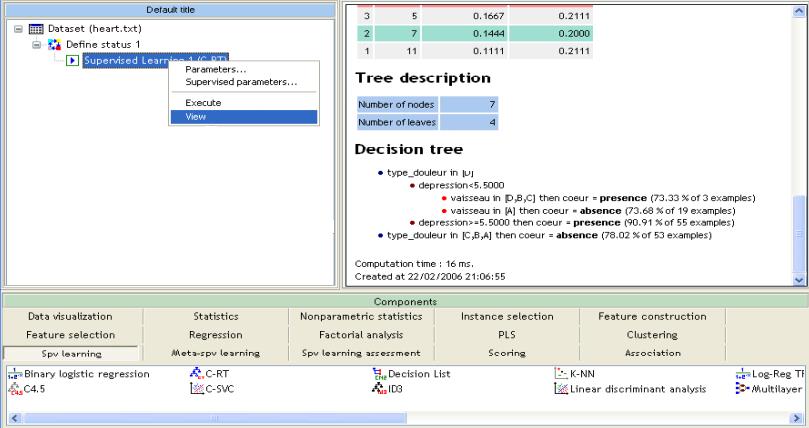 Default title
Dataset (heart.txt)
Define status 1
Supervised Learning 1 (C-RT)
Parameters...
Supervised parameters...
Execute
View
3 5 0.1667 0.2111
2 7 0.1444 0.2000
1 11 0.1111 0.2111
Tree description
Number of nodes 7
Number of leaves 4
Decision tree
type_douleur in [D]
depression<5.5000
vaisseau in [D,B,C] then coeur = presence (73.33 % of 3 examples)
vaisseau in [A] then coeur = absence (73.68 % of 19 examples)
depression>=5.5000 then coeur = presence (90.91 % of 55 examples)
type_douleur in [C,B,A] then coeur = absence (78.02 % of 53 examples)
Computation time : 16 ms.
Created at 22/02/2006 21:06:55
Components
Data visualization Statistics Nonparametric statistics Instance selection Feature construction
Feature selection Regression Factorial analysis PLS Clustering
Spv learning Meta-spv learning Spv learning assessment Scoring Association
Binary logistic regression C-RT Decision List K-NN Log-Reg TR
C4.5 C-SVC ID3 Linear discriminant analysis Multilayer